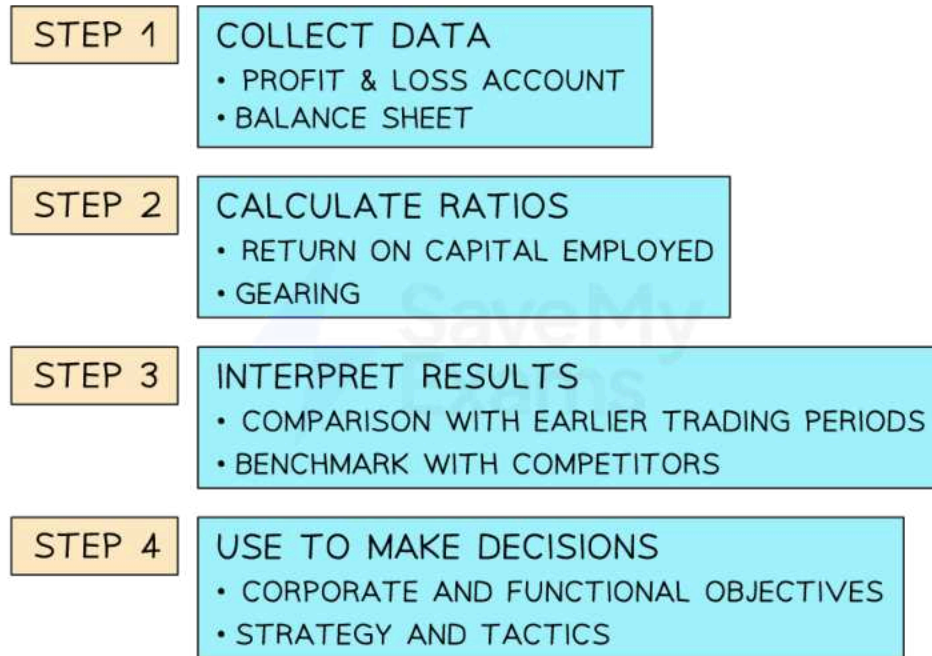 STEP 1
COLLECT DATA
• PROFIT & LOSS ACCOUNT
• BALANCE SHEET
STEP 2
CALCULATE RATIOS
• RETURN ON CAPITAL EMPLOYED
• GEARING
SaveMy
Exams
STEP 3
INTERPRET RESULTS
• COMPARISON WITH EARLIER TRADING PERIODS
• BENCHMARK WITH COMPETITORS
STEP 4
USE TO MAKE DECISIONS
• CORPORATE AND FUNCTIONAL OBJECTIVES
• STRATEGY AND TACTICS